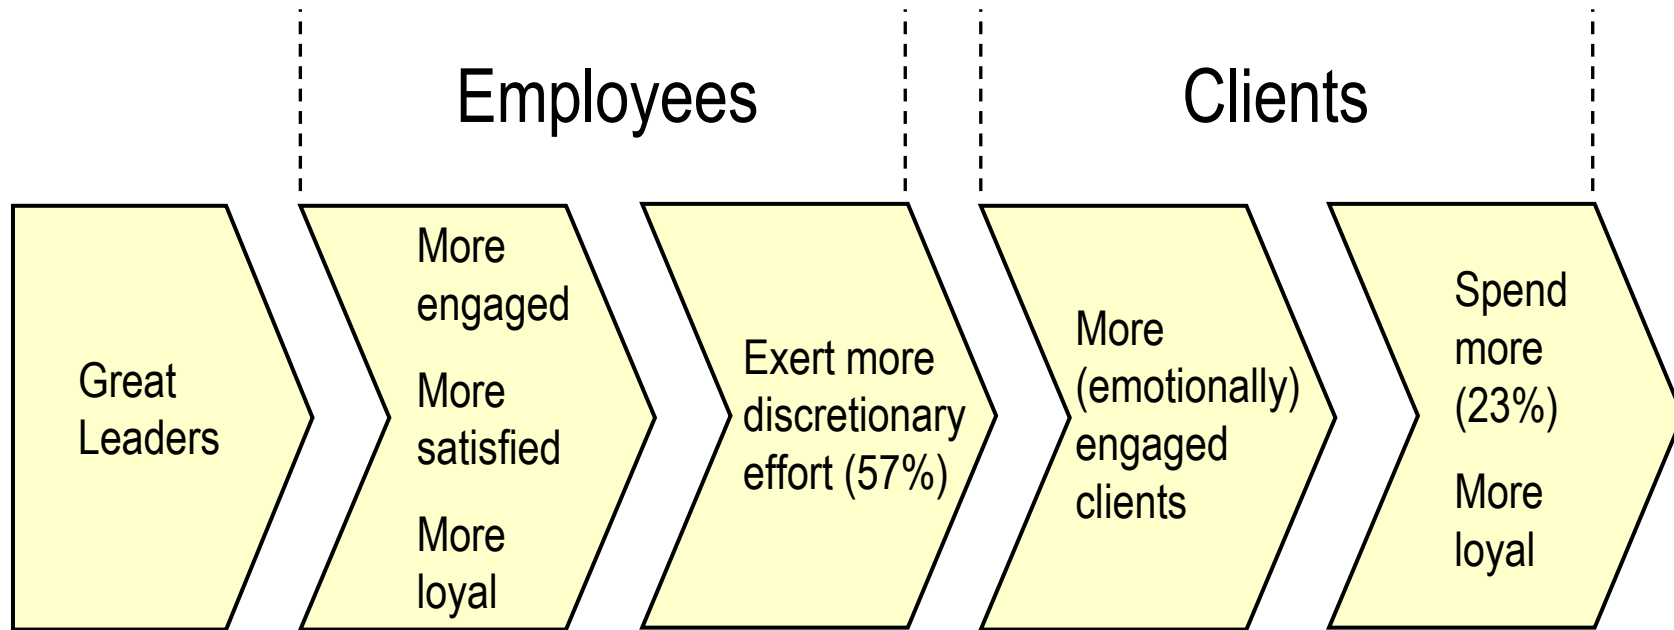 Employees
Clients
Great
Leaders
More
engaged
More
satisfied
More
loyal
Exert more
discretionary
effort (57%)
More
(emotionally)
engaged
clients
Spend
more
(23%)
More
loyal